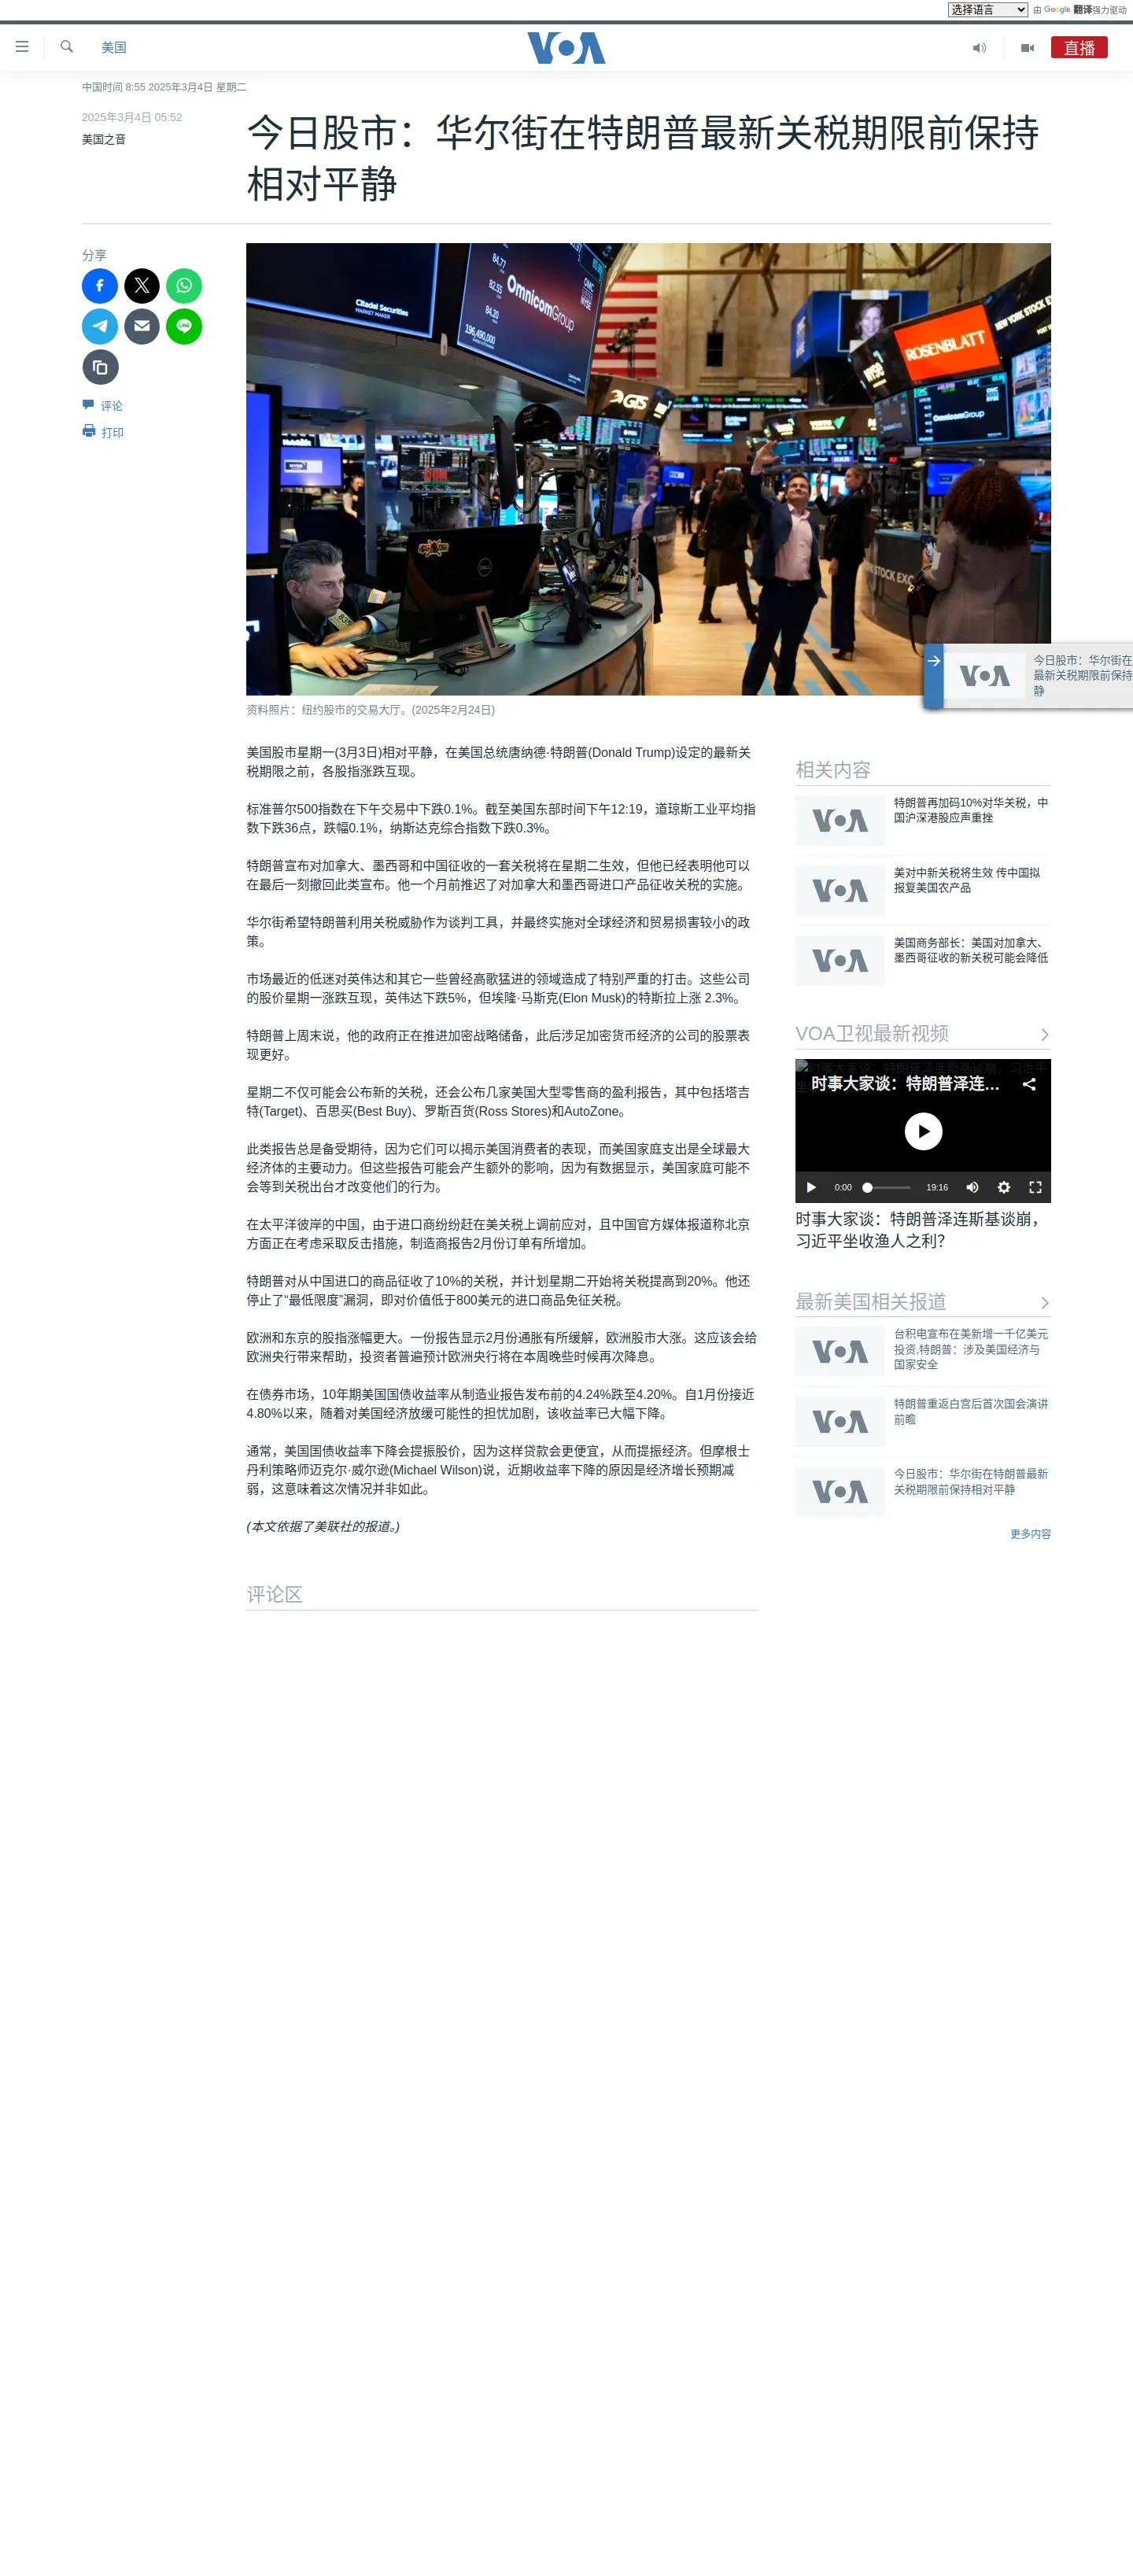 选择语言
由 Google 翻译强力驱动
美国
VOA
直播
中国时间 8:55 2025年3月4日 星期二
2025年3月4日 05:52
美国之音
今日股市：华尔街在特朗普最新关税期限前保持
相对平静
分享
评论
打印
Citadel Securities
MARKET MAKER
84.77
82.55
84.20
196,490,000
OmnicomGroup
OMC
NYSE
GTS
NYSE
ROSENBLATT
OmnicomGroup
DELL
今日股市：华尔街在
最新关税期限前保持
静
资料照片：纽约股市的交易大厅。(2025年2月24日)
美国股市星期一(3月3日)相对平静，在美国总统唐纳德·特朗普(Donald Trump)设定的最新关
税期限之前，各股指涨跌互现。
标准普尔500指数在下午交易中下跌0.1%。截至美国东部时间下午12:19，道琼斯工业平均指
数下跌36点，跌幅0.1%，纳斯达克综合指数下跌0.3%。
特朗普宣布对加拿大、墨西哥和中国征收的一套关税将在星期二生效，但他已经表明他可以
在最后一刻撤回此类宣布。他一个月前推迟了对加拿大和墨西哥进口产品征收关税的实施。
华尔街希望特朗普利用关税威胁作为谈判工具，并最终实施对全球经济和贸易损害较小的政
策。
市场最近的低迷对英伟达和其它一些曾经高歌猛进的领域造成了特别严重的打击。这些公司
的股价星期一涨跌互现，英伟达下跌5%，但埃隆·马斯克(Elon Musk)的特斯拉上涨 2.3%。
特朗普上周末说，他的政府正在推进加密战略储备，此后涉足加密货币经济的公司的股票表
现更好。
星期二不仅可能会公布新的关税，还会公布几家美国大型零售商的盈利报告，其中包括塔吉
特(Target)、百思买(Best Buy)、罗斯百货(Ross Stores)和AutoZone。
此类报告总是备受期待，因为它们可以揭示美国消费者的表现，而美国家庭支出是全球最大
经济体的主要动力。但这些报告可能会产生额外的影响，因为有数据显示，美国家庭可能不
会等到关税出台才改变他们的行为。
在太平洋彼岸的中国，由于进口商纷纷赶在美关税上调前应对，且中国官方媒体报道称北京
方面正在考虑采取反击措施，制造商报告2月份订单有所增加。
特朗普对从中国进口的商品征收了10%的关税，并计划星期二开始将关税提高到20%。他还
停止了“最低限度”漏洞，即对价值低于800美元的进口商品免征关税。
欧洲和东京的股指涨幅更大。一份报告显示2月份通胀有所缓解，欧洲股市大涨。这应该会给
欧洲央行带来帮助，投资者普遍预计欧洲央行将在本周晚些时候再次降息。
在债券市场，10年期美国国债收益率从制造业报告发布前的4.24%跌至4.20%。自1月份接近
4.80%以来，随着对美国经济放缓可能性的担忧加剧，该收益率已大幅下降。
通常，美国国债收益率下降会提振股价，因为这样贷款会更便宜，从而提振经济。但摩根士
丹利策略师迈克尔·威尔逊(Michael Wilson)说，近期收益率下降的原因是经济增长预期减
弱，这意味着这次情况并非如此。
(本文依据了美联社的报道。)
评论区
相关内容
VOA
特朗普再加码10%对华关税，中
国沪深港股应声重挫
VOA
美对中新关税将生效 传中国拟
报复美国农产品
VOA
美国商务部长：美国对加拿大、
墨西哥征收的新关税可能会降低
VOA卫视最新视频
时事大家谈：特朗普泽连...
0:00
19:16
时事大家谈：特朗普泽连斯基谈崩，
习近平坐收渔人之利？
最新美国相关报道
VOA
台积电宣布在美新增一千亿美元
投资,特朗普：涉及美国经济与
国家安全
VOA
特朗普重返白宫后首次国会演讲
前瞻
VOA
今日股市：华尔街在特朗普最新
关税期限前保持相对平静
更多内容